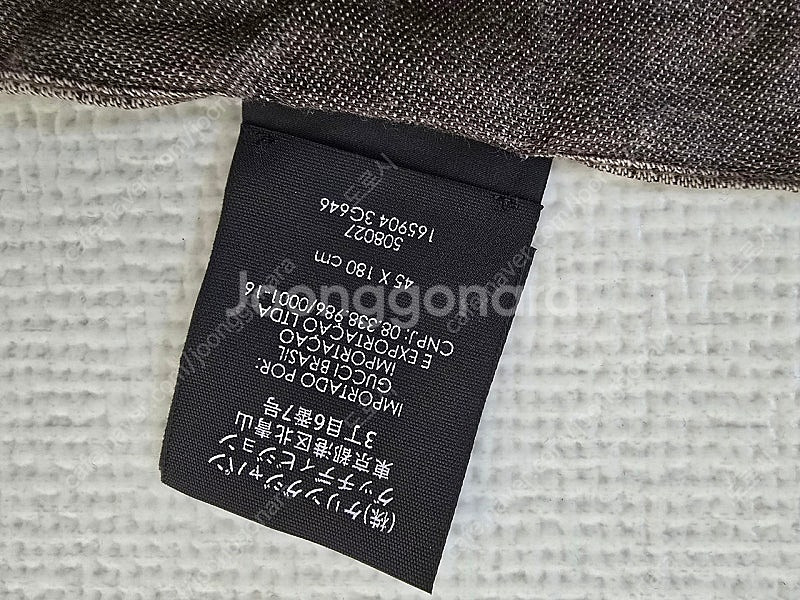 (株)ケリングジャパン
グッチディビジョン
東京都港区北青山
3丁目6番7号
IMPORTADO POR:
GUCCI BRASIL
IMPORTAÇAO
E EXPORTAÇAO LTDA
CNPJ: 08.338.986/0001-16
45 X 180 cm
508027
165904 3G646
Joonggonara